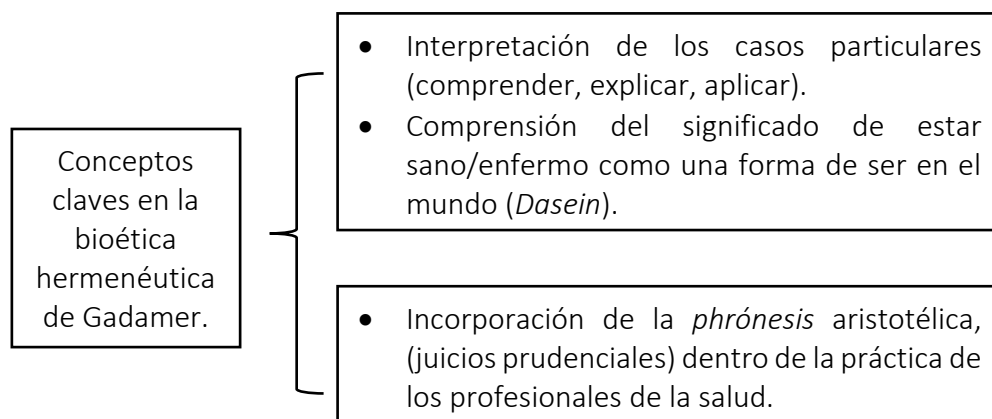 Conceptos
claves en la
bioética
hermenéutica
de Gadamer.
• Interpretación de los casos particulares
(comprender, explicar, aplicar).
• Comprensión del significado de estar
sano/enfermo como una forma de ser en el
mundo (Dasein).
• Incorporación de la phrónesis aristotélica,
(juicios prudenciales) dentro de la práctica de
los profesionales de la salud.